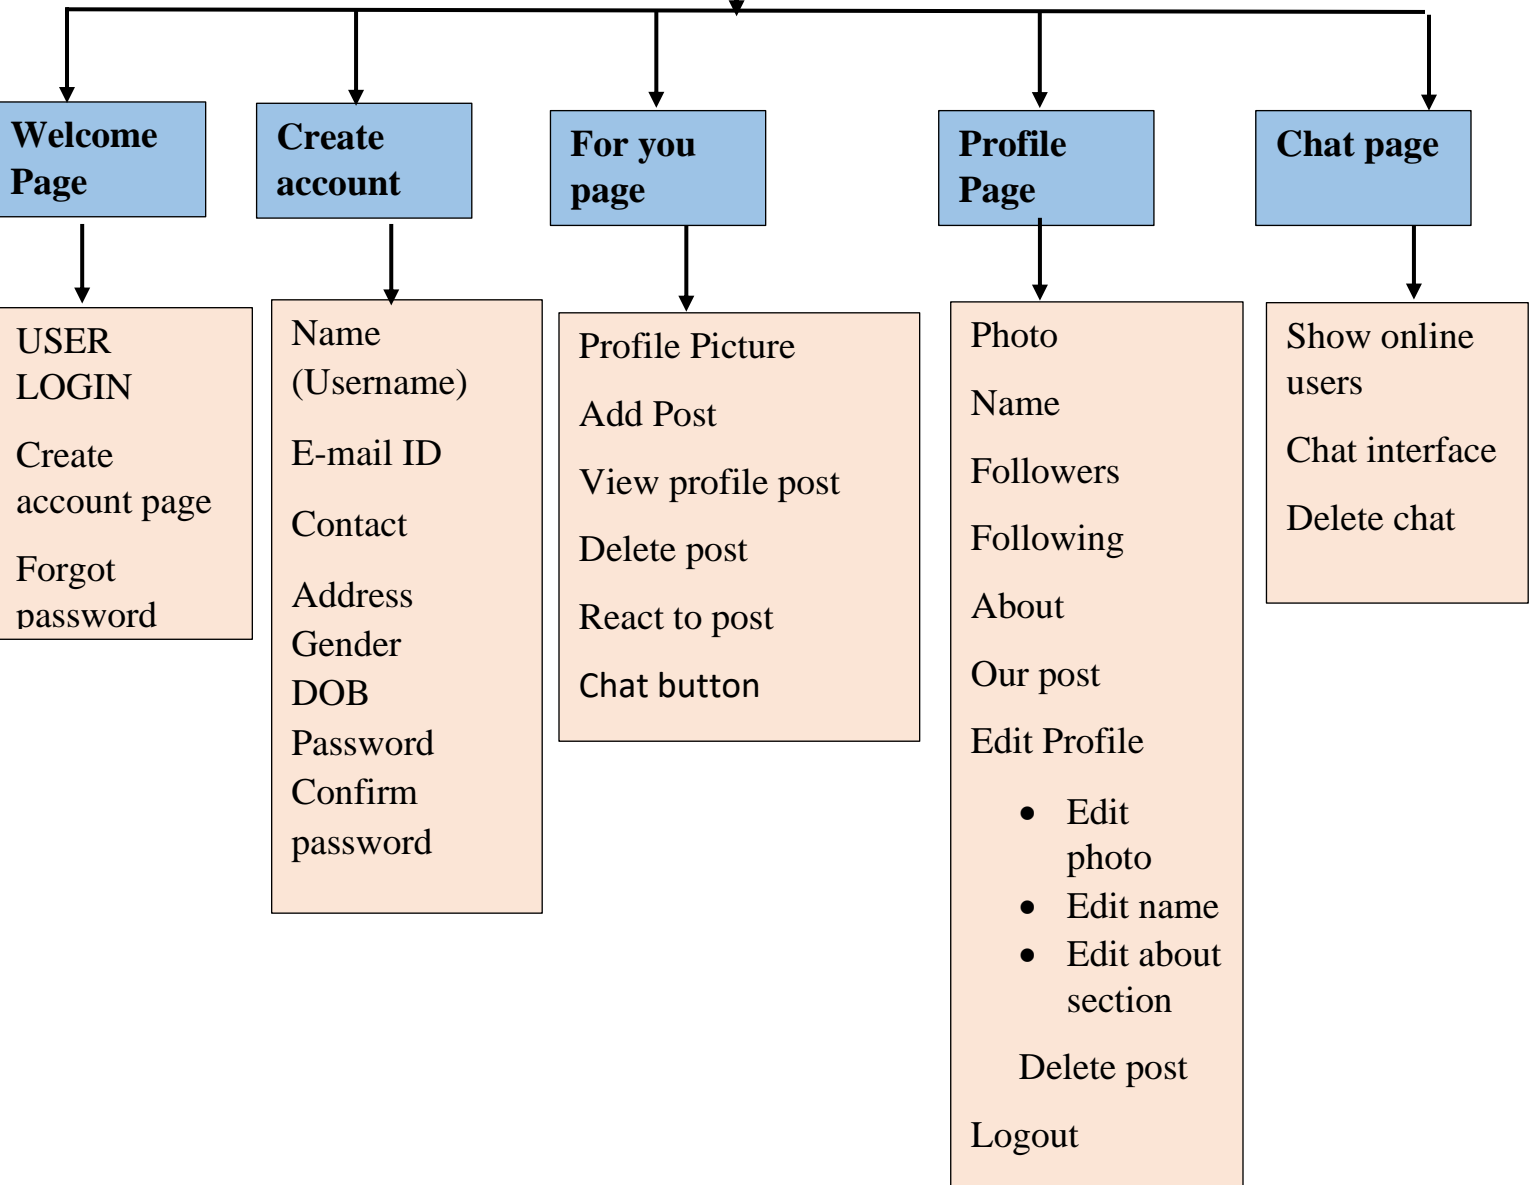 Welcome
Page
Create
account
For you
page
Profile
Page
Chat page
USER
LOGIN
Create
account page
Forgot
password
Name
(Username)
E-mail ID
Contact
Address
Gender
DOB
Password
Confirm
password
Profile Picture
Add Post
View profile post
Delete post
React to post
Chat button
Photo
Name
Followers
Following
About
Our post
Edit Profile
• Edit
photo
• Edit name
• Edit about
section
Delete post
Logout
Show online
users
Chat interface
Delete chat